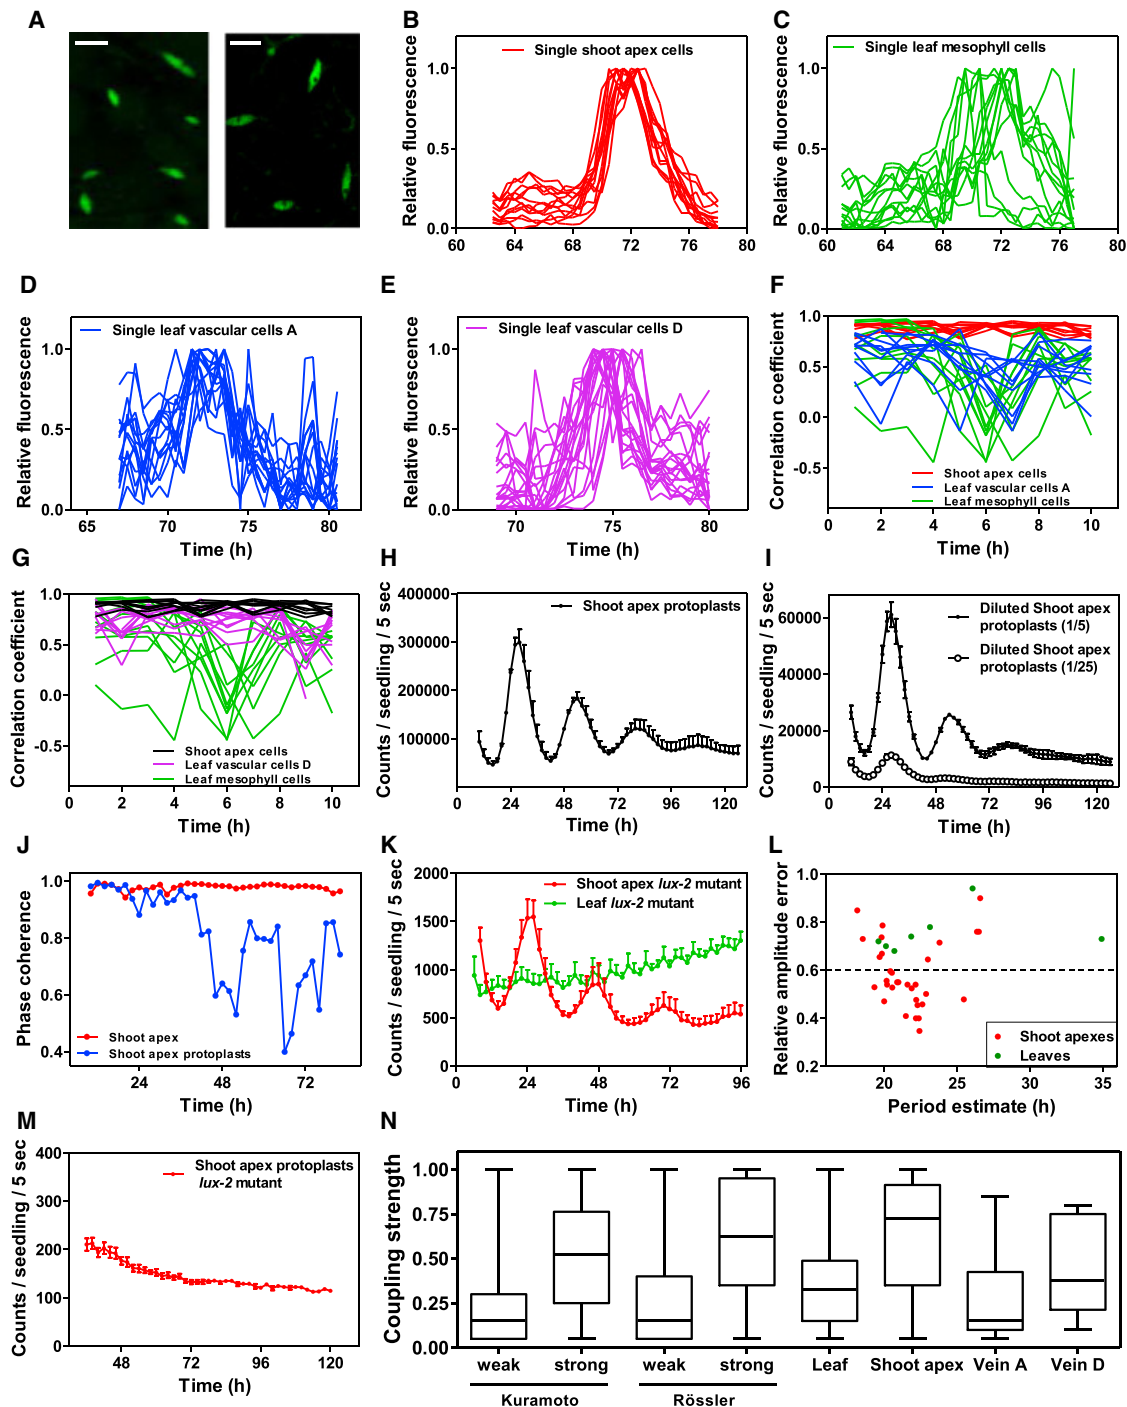 A
B
Relative fluorescence
1.0
0.5
0.0
Single shoot apex cells
60
64
68
72
76
80
C
Relative fluorescence
1.0
0.5
0.0
Single leaf mesophyll cells
60
64
68
72
76
80
D
Relative fluorescence
1.0
0.5
0.0
Single leaf vascular cells A
65
70
75
80
Time (h)
E
Relative fluorescence
1.0
0.5
0.0
Single leaf vascular cells D
70
75
80
Time (h)
F
Correlation coefficient
1.0
0.5
0.0
-0.5
Shoot apex cells
Leaf vascular cells A
Leaf mesophyll cells
0
2
4
6
8
10
Time (h)
G
Correlation coefficient
1.0
0.5
0.0
-0.5
Shoot apex cells
Leaf vascular cells D
Leaf mesophyll cells
0
2
4
6
8
10
Time (h)
H
Counts / seedling / 5 sec
400000
300000
200000
100000
Shoot apex protoplasts
0
24
48
72
96
120
Time (h)
I
Counts / seedling / 5 sec
60000
40000
20000
0
Diluted Shoot apex
protoplasts (1/5)
Diluted Shoot apex
protoplasts (1/25)
0
24
48
72
96
120
Time (h)
J
Phase coherence
1.0
0.8
0.6
0.4
Shoot apex
Shoot apex protoplasts
24
48
72
Time (h)
K
Counts / seedling / 5 sec
2000
1500
1000
500
0
Shoot apex lux-2 mutant
Leaf lux-2 mutant
0
24
48
72
96
Time (h)
L
Relative amplitude error
1.0
0.8
0.6
0.4
0.2
Shoot apexes
Leaves
20
25
30
35
Period estimate (h)
M
Counts / seedling / 5 sec
400
300
200
100
0
Shoot apex protoplasts
lux-2 mutant
48
72
96
120
Time (h)
N
Coupling strength
1.00
0.75
0.50
0.25
0.00
weak
strong
weak
strong
Leaf
Shoot apex
Vein A
Vein D
Kuramoto
Rössler